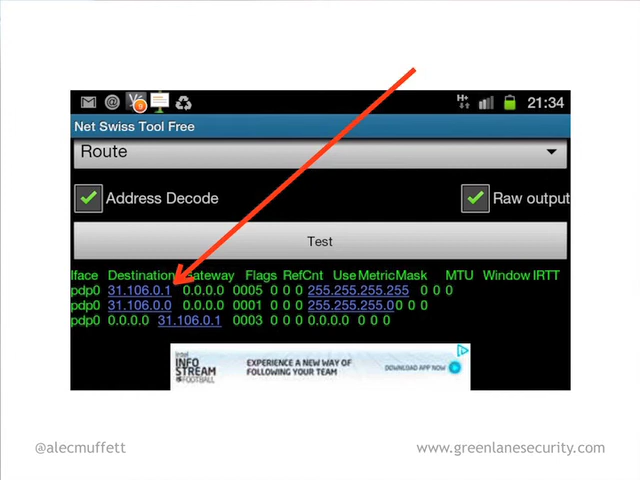 H+
21:34
Net Swiss Tool Free
Route
Address Decode
Raw output
Test
Iface Destination Gateway Flags RefCnt Use Metric Mask MTU Window IRTT
pdp0 31.106.0.1 0.0.0.0 0005 0 0 0 255.255.255.255 0 0 0
pdp0 31.106.0.0 0.0.0.0 0001 0 0 0 255.255.255.0 0 0 0
pdp0 0.0.0.0 31.106.0.1 0003 0 0 0 0.0.0.0 0 0 0
intel
INFO
STREAM
FOOTBALL
EXPERIENCE A NEW WAY OF
FOLLOWING YOUR TEAM
DOWNLOAD APP NOW
@alecmuffett
www.greenlanesecurity.com